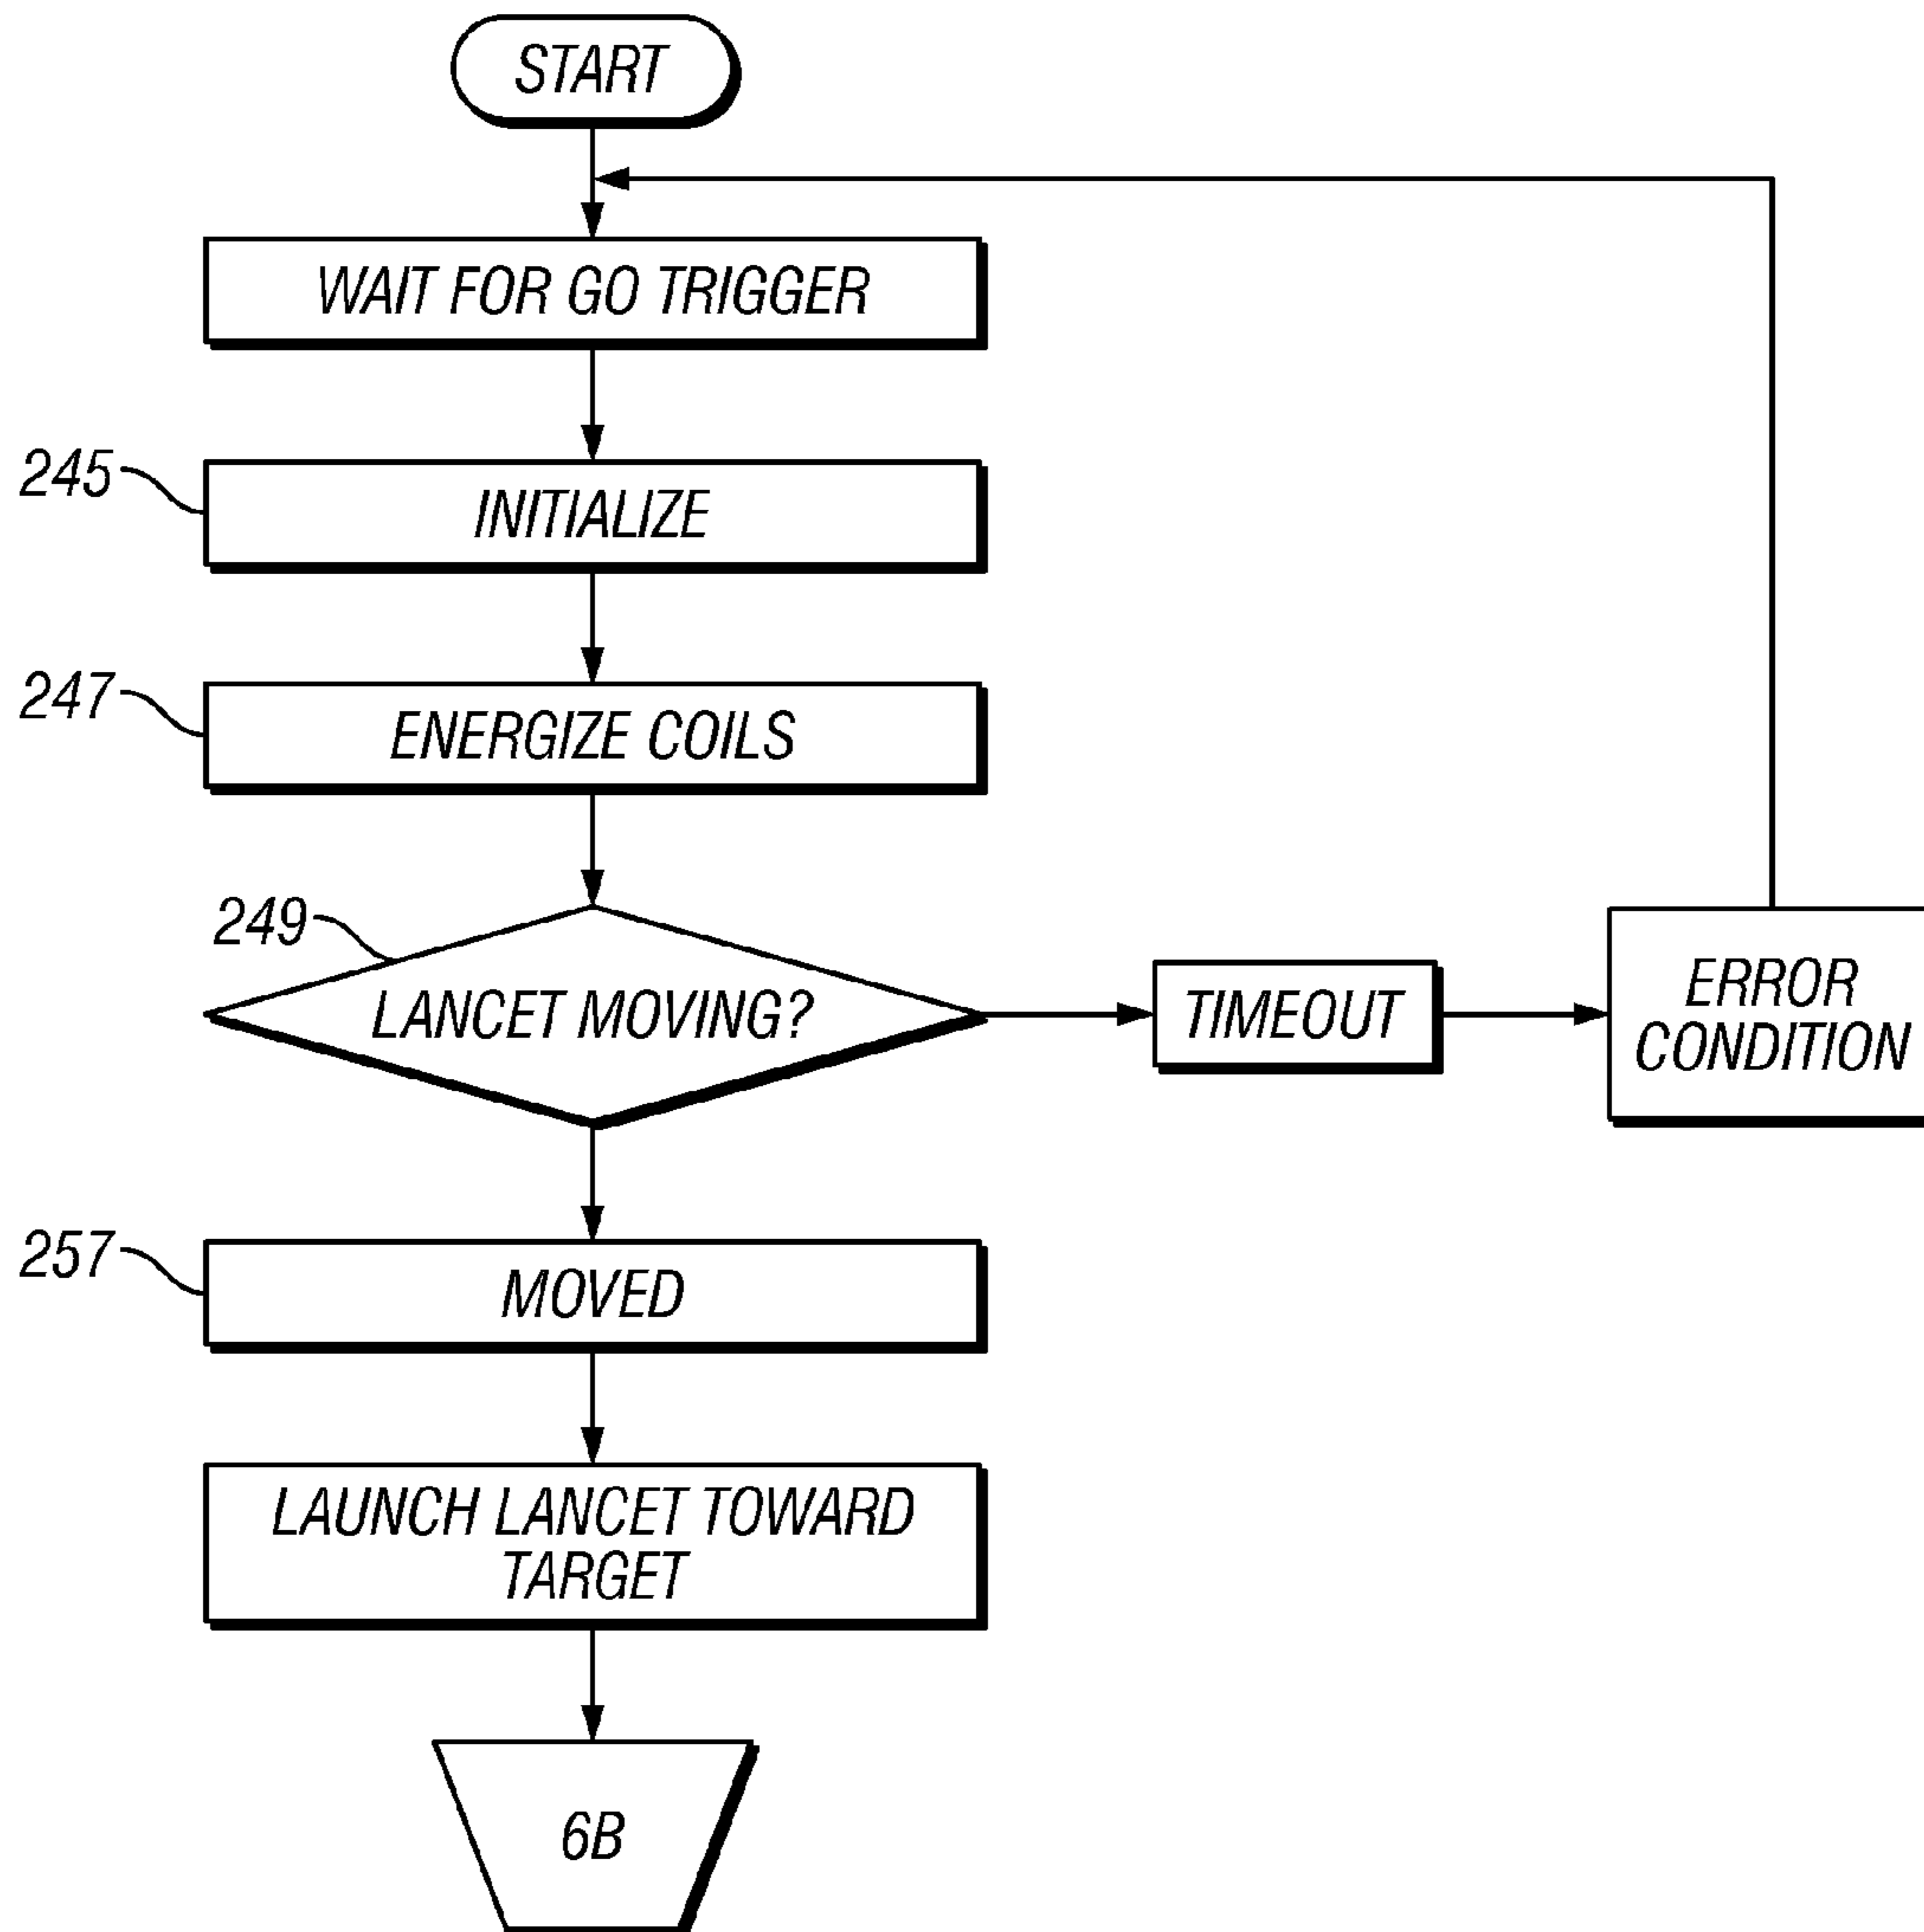 START
WAIT FOR GO TRIGGER
245
INITIALIZE
247
ENERGIZE COILS
249
LANCET MOVING?
TIMEOUT
ERROR
CONDITION
257
MOVED
LAUNCH LANCET TOWARD
TARGET
6B